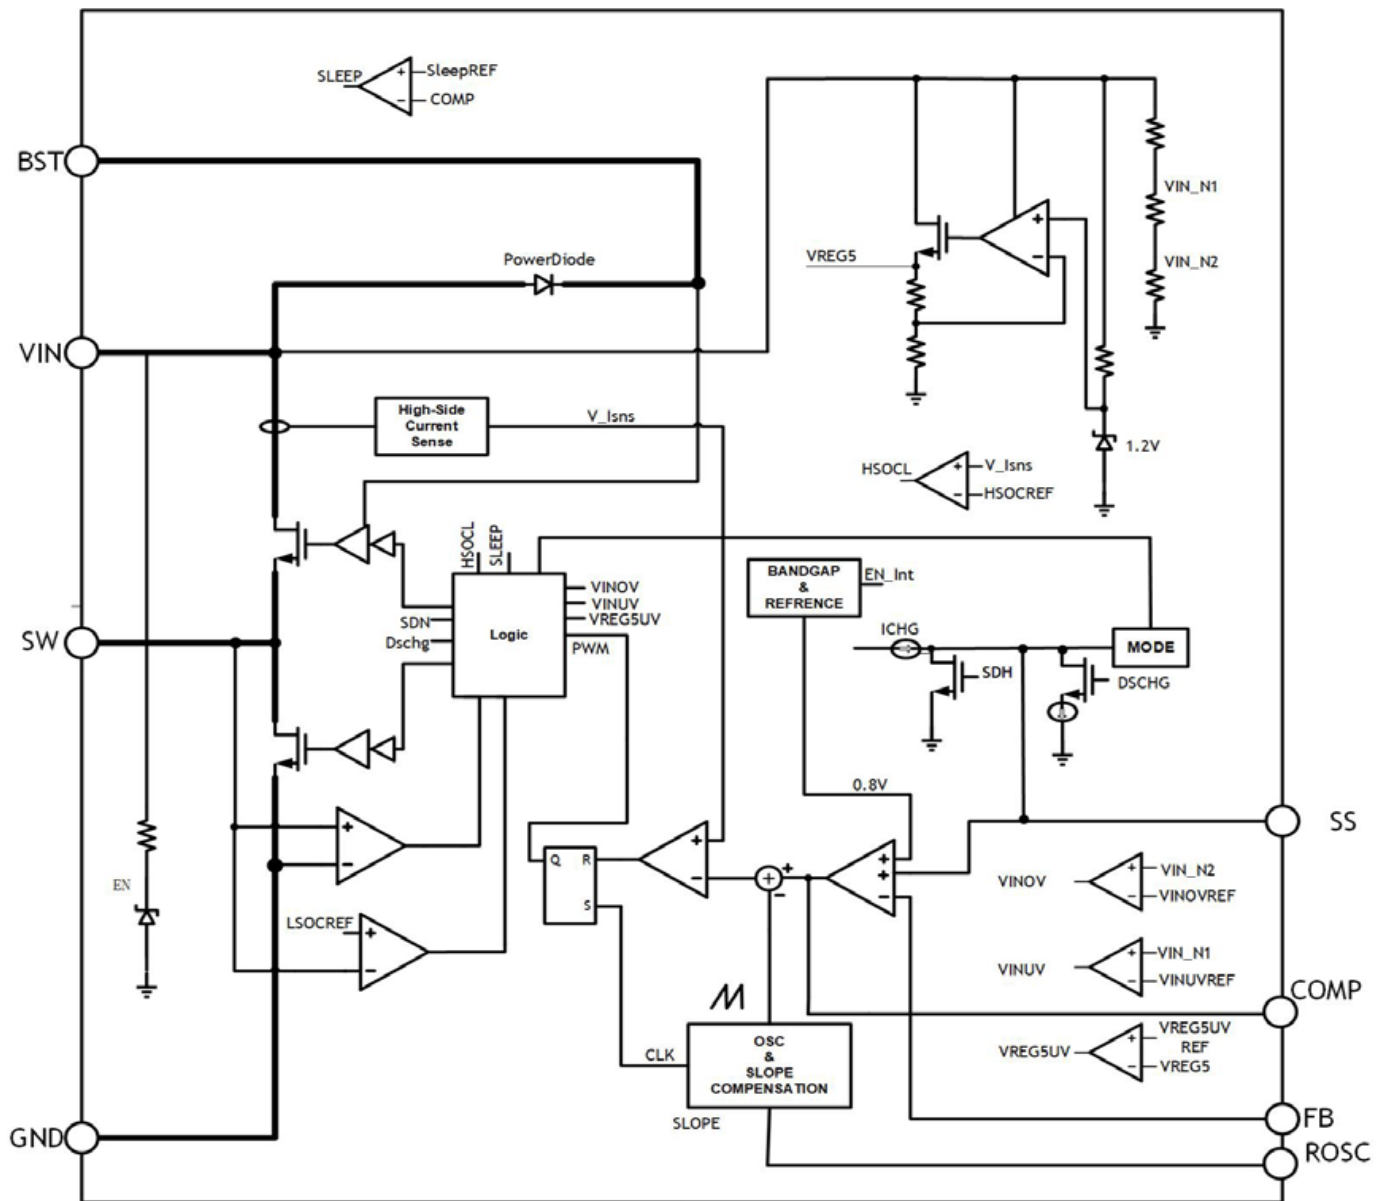 SLEEP
+
SleepREF
−
COMP
BST
VIN_N1
PowerDiode
VREG5
+
−
VIN_N2
VIN
High-Side
Current
Sense
V_Isns
1.2V
HSOCL
+
V_Isns
−
HSOCREF
HSOCL
SLEEP
BANDGAP
&
REFRENCE
EN_Int
VINOV
VINUV
VREG5UV
SDN
Dschg
Logic
PWM
ICHG
MODE
SW
SDH
DSCHG
0.8V
+
−
Q
R
S
+
−
+
+
−
+
+
−
SS
EN
LSOCREF
+
−
VINOV
+
VIN_N2
−
VINOVREF
VINUV
+
VIN_N1
−
VINUVREF
COMP
VREG5UV
+
VREG5UV
REF
−
VREG5
CLK
OSC
&
SLOPE
COMPENSATION
SLOPE
GND
FB
ROSC